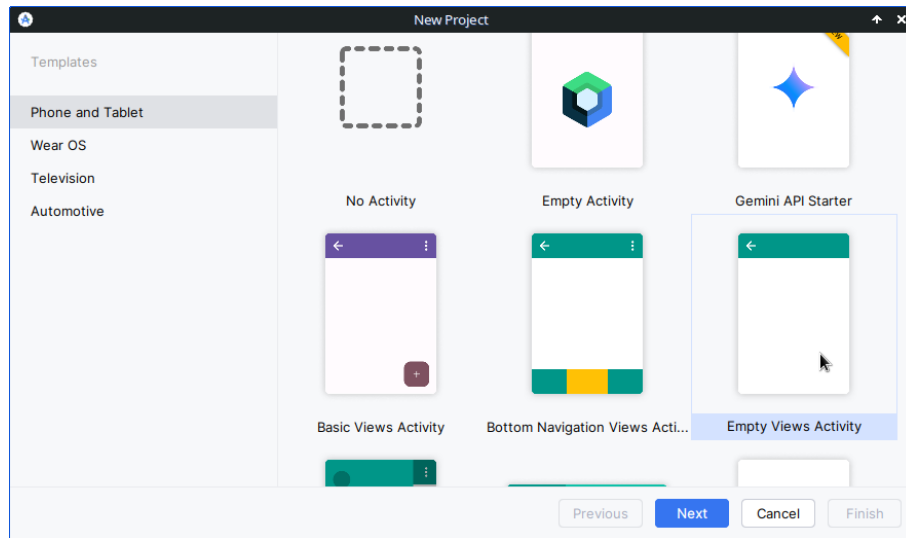 New Project
Templates
Phone and Tablet
Wear OS
Television
Automotive
No Activity
Empty Activity
Gemini API Starter
Basic Views Activity
Bottom Navigation Views Acti...
Empty Views Activity
Previous
Next
Cancel
Finish